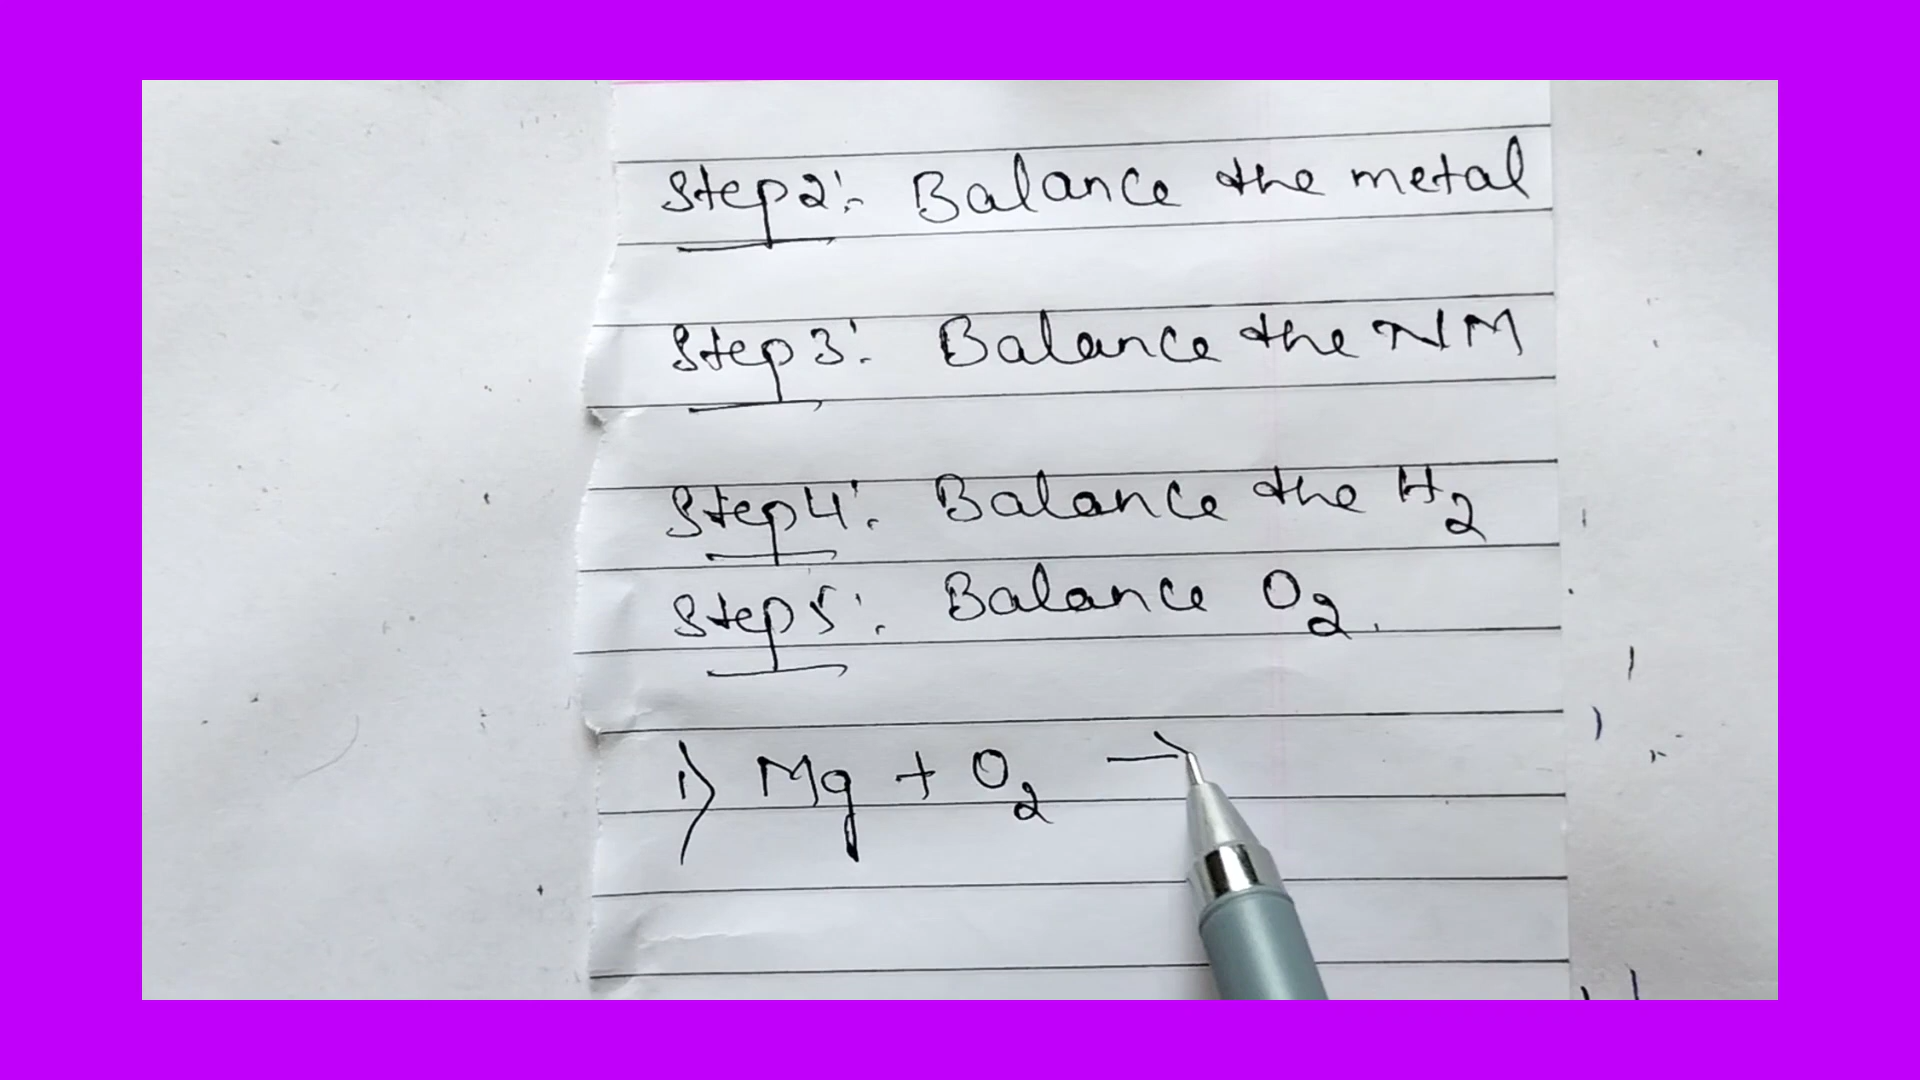 Step2: Balance the metal
Step3: Balance the NM
Step4: Balance the H2
Step5: Balance O2.
1) Mg + O2 →